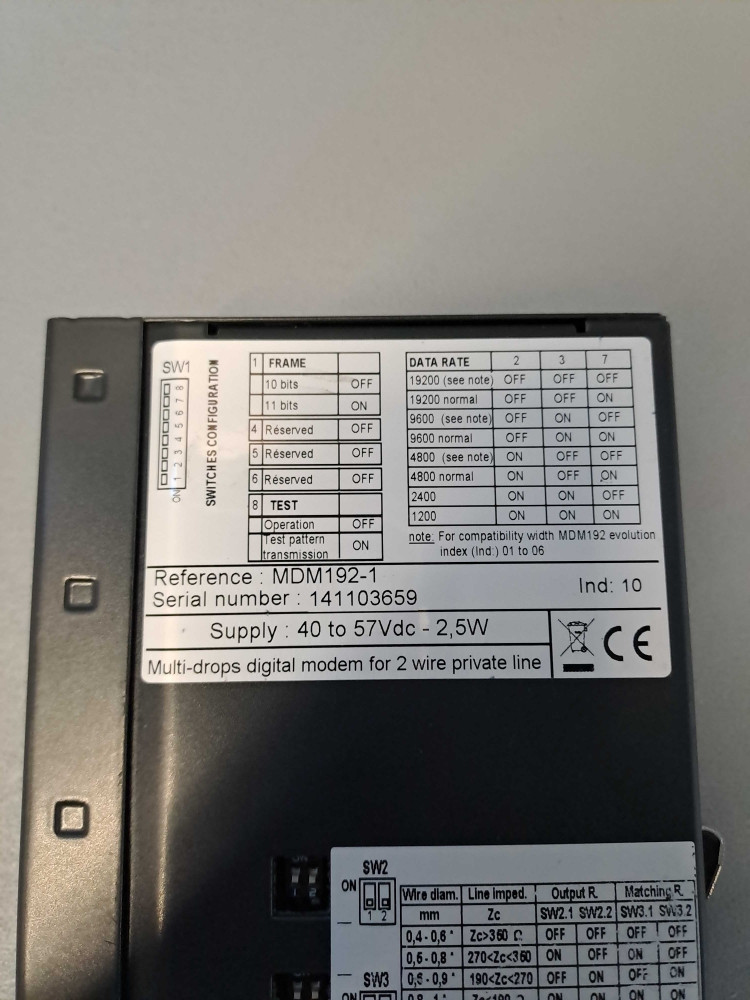 SW1
ON 1 2 3 4 5 6 7 8
SWITCHES CONFIGURATION
1 FRAME
10 bits OFF
11 bits ON
4 Réserved OFF
5 Réserved OFF
6 Réserved OFF
8 TEST
Operation OFF
Test pattern transmission ON
DATA RATE 2 3 7
19200 (see note) OFF OFF OFF
19200 normal OFF OFF ON
9600 (see note) OFF ON OFF
9600 normal OFF ON ON
4800 (see note) ON OFF OFF
4800 normal ON OFF ON
2400 ON ON OFF
1200 ON ON ON
note: For compatibility width MDM192 evolution
index (Ind:) 01 to 06
Reference : MDM192-1
Serial number : 141103659
Ind: 10
Supply : 40 to 57Vdc - 2,5W
Multi-drops digital modem for 2 wire private line
CE
SW2
ON
1 2
Wire diam. Line imped. Output R. Matching R.
mm Zc SW2.1 SW2.2 SW3.1 SW3.2
0,4 - 0,6 * Zc>360 Ω OFF OFF OFF OFF
0,6 - 0,8 * 270<Zc<360 ON OFF ON OFF
190<Zc<270 OFF ON OFF ON
SW3
ON
ON ON ON ON